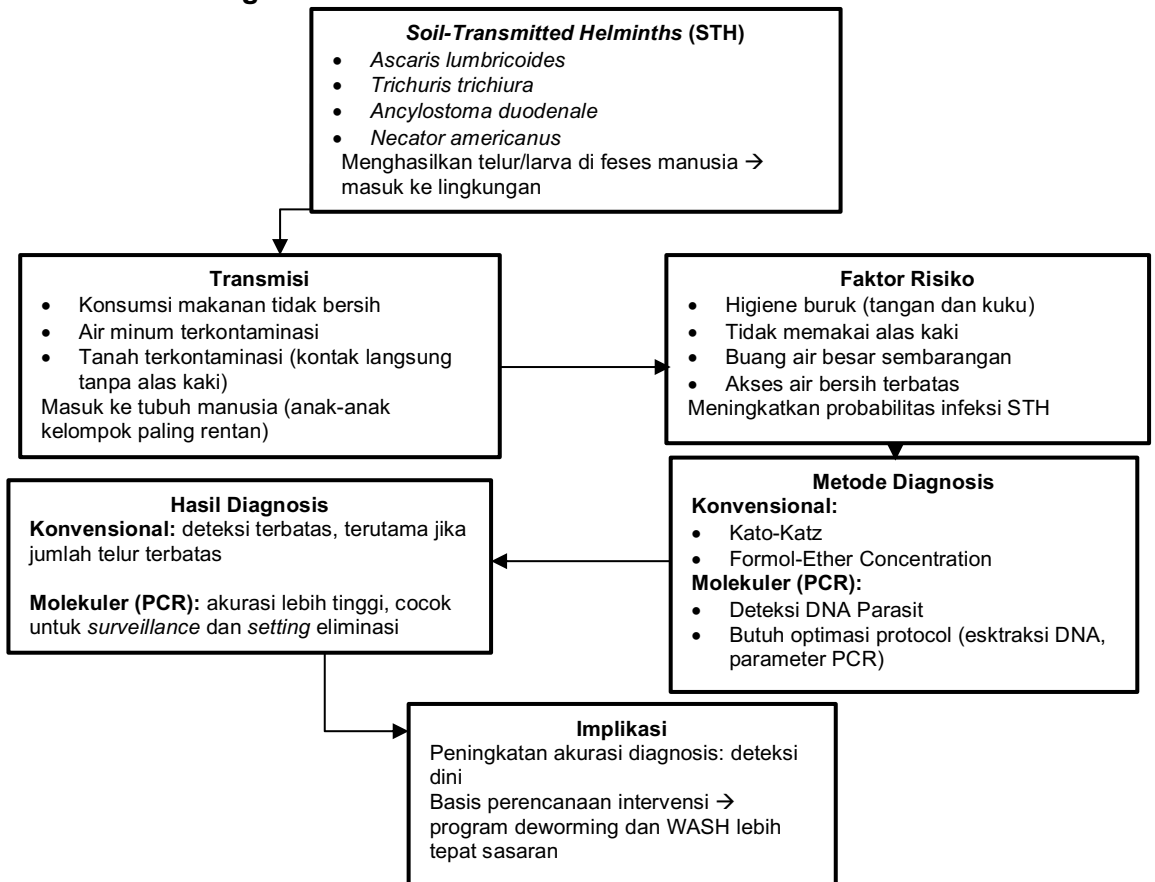 g
Soil-Transmitted Helminths (STH)
• Ascaris lumbricoides
• Trichuris trichiura
• Ancylostoma duodenale
• Necator americanus
Menghasilkan telur/larva di feses manusia →
masuk ke lingkungan
Transmisi
• Konsumsi makanan tidak bersih
• Air minum terkontaminasi
• Tanah terkontaminasi (kontak langsung
tanpa alas kaki)
Masuk ke tubuh manusia (anak-anak
kelompok paling rentan)
Faktor Risiko
• Higiene buruk (tangan dan kuku)
• Tidak memakai alas kaki
• Buang air besar sembarangan
• Akses air bersih terbatas
Meningkatkan probabilitas infeksi STH
Metode Diagnosis
Konvensional:
• Kato-Katz
• Formol-Ether Concentration
Molekuler (PCR):
• Deteksi DNA Parasit
• Butuh optimasi protocol (esktraksi DNA,
parameter PCR)
Hasil Diagnosis
Konvensional: deteksi terbatas, terutama jika
jumlah telur terbatas
Molekuler (PCR): akurasi lebih tinggi, cocok
untuk surveillance dan setting eliminasi
Implikasi
Peningkatan akurasi diagnosis: deteksi
dini
Basis perencanaan intervensi →
program deworming dan WASH lebih
tepat sasaran